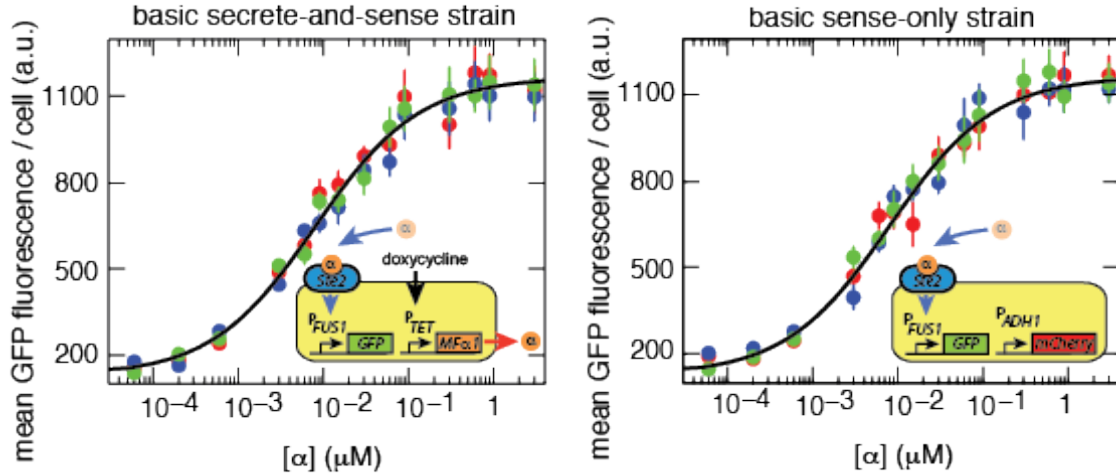 basic secrete-and-sense strain
mean GFP fluorescence / cell (a.u.)
1100
800
500
200
α
α
Ste2
doxycycline
P_FUS1
GFP
P_TET
MFα1
α
10⁻⁴ 10⁻³ 10⁻² 10⁻¹ 1
[α] (μM)
basic sense-only strain
mean GFP fluorescence / cell (a.u.)
1100
800
500
200
α
α
Ste2
P_FUS1
GFP
P_ADH1
mCherry
10⁻⁴ 10⁻³ 10⁻² 10⁻¹ 1
[α] (μM)